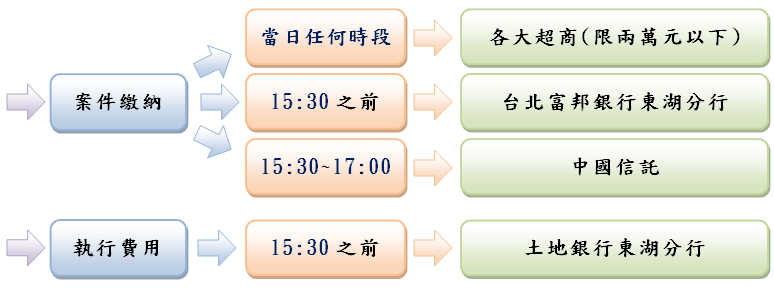 當日任何時段
各大超商(限兩萬元以下)
案件繳納
15:30之前
台北富邦銀行東湖分行
15:30~17:00
中國信託
執行費用
15:30之前
土地銀行東湖分行